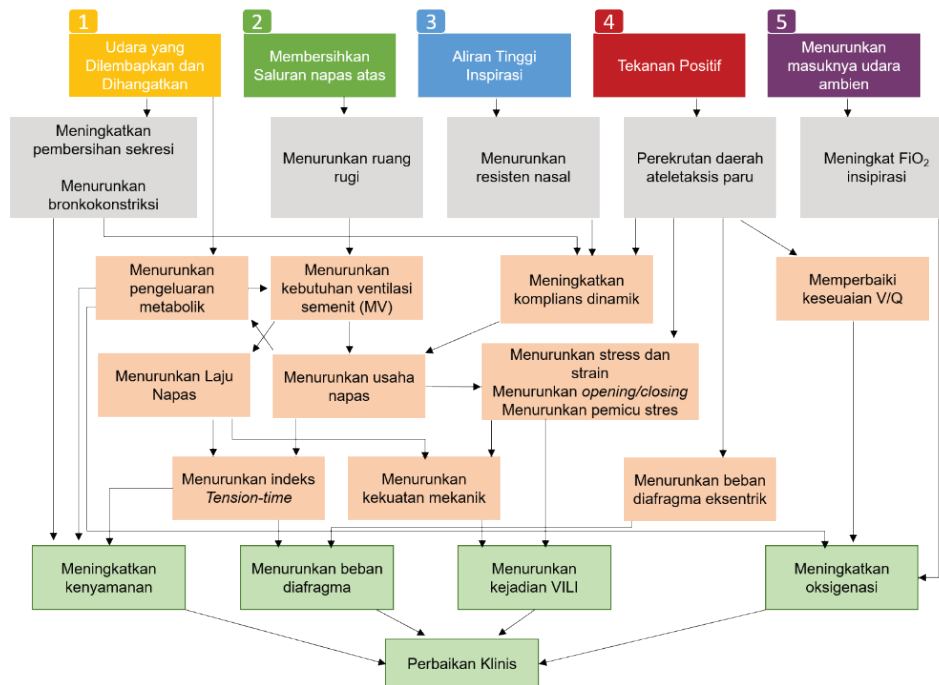 1
2
3
4
5
Udara yang
Dilembapkan dan
Dihangatkan
Membersihkan
Saluran napas atas
Aliran Tinggi
Inspirasi
Tekanan Positif
Menurunkan
masuknya udara
ambien
Meningkatkan
pembersihan sekresi
Menurunkan
bronkokonstriksi
Menurunkan ruang
rugi
Menurunkan
resisten nasal
Perekrutan daerah
ateletaksis paru
Meningkat FiO₂
insipirasi
Menurunkan
pengeluaran
metabolik
Menurunkan
kebutuhan ventilasi
semenit (MV)
Meningkatkan
komplians dinamik
Memperbaiki
keseuaian V/Q
Menurunkan Laju
Napas
Menurunkan usaha
napas
Menurunkan stress dan
strain
Menurunkan opening/closing
Menurunkan pemicu stres
Menurunkan indeks
Tension-time
Menurunkan
kekuatan mekanik
Menurunkan beban
diafragma eksentrik
Meningkatkan
kenyamanan
Menurunkan beban
diafragma
Menurunkan
kejadian VILI
Meningkatkan
oksigenasi
Perbaikan Klinis